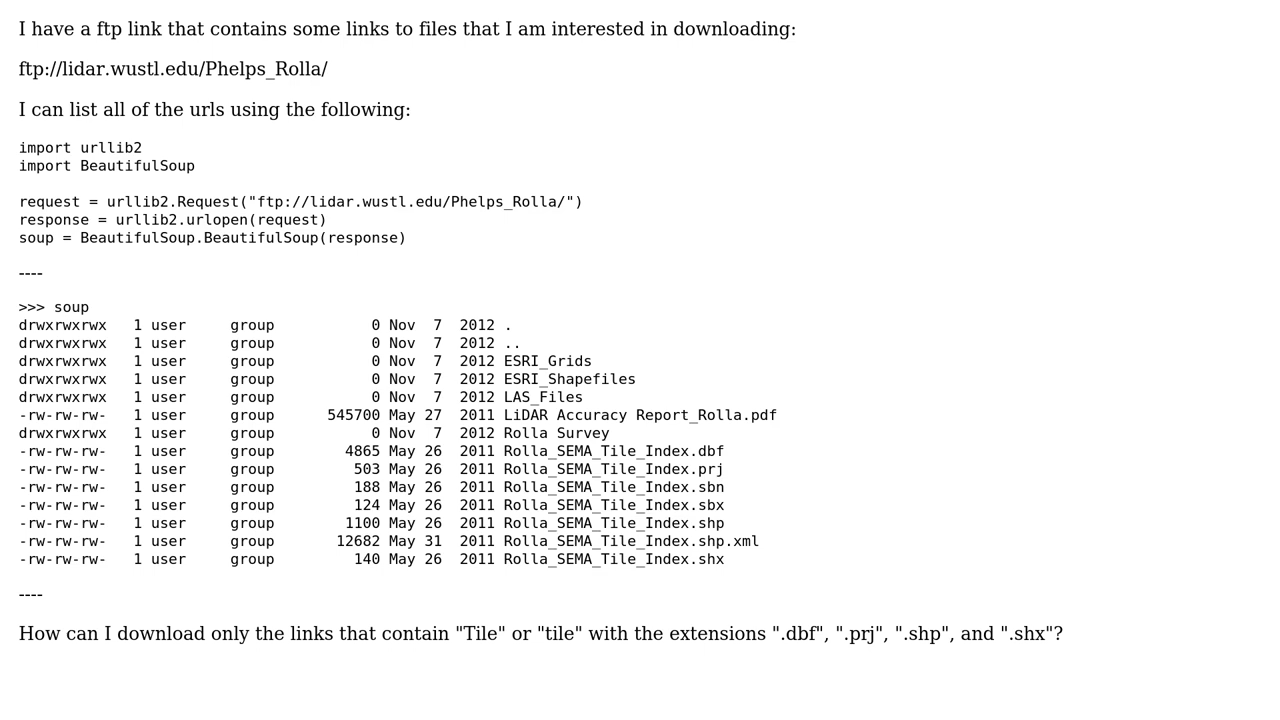 I have a ftp link that contains some links to files that I am interested in downloading:
ftp://lidar.wustl.edu/Phelps_Rolla/
I can list all of the urls using the following:
import urllib2
import BeautifulSoup
request = urllib2.Request("ftp://lidar.wustl.edu/Phelps_Rolla/")
response = urllib2.urlopen(request)
soup = BeautifulSoup.BeautifulSoup(response)
----
>>> soup
drwxrwxrwx   1 user     group           0 Nov  7  2012 .
drwxrwxrwx   1 user     group           0 Nov  7  2012 ..
drwxrwxrwx   1 user     group           0 Nov  7  2012 ESRI_Grids
drwxrwxrwx   1 user     group           0 Nov  7  2012 ESRI_Shapefiles
drwxrwxrwx   1 user     group           0 Nov  7  2012 LAS_Files
-rw-rw-rw-   1 user     group      545700 May 27  2011 LiDAR Accuracy Report_Rolla.pdf
drwxrwxrwx   1 user     group           0 Nov  7  2012 Rolla Survey
-rw-rw-rw-   1 user     group        4865 May 26  2011 Rolla_SEMA_Tile_Index.dbf
-rw-rw-rw-   1 user     group         503 May 26  2011 Rolla_SEMA_Tile_Index.prj
-rw-rw-rw-   1 user     group         188 May 26  2011 Rolla_SEMA_Tile_Index.sbn
-rw-rw-rw-   1 user     group         124 May 26  2011 Rolla_SEMA_Tile_Index.sbx
-rw-rw-rw-   1 user     group        1100 May 26  2011 Rolla_SEMA_Tile_Index.shp
-rw-rw-rw-   1 user     group       12682 May 31  2011 Rolla_SEMA_Tile_Index.shp.xml
-rw-rw-rw-   1 user     group         140 May 26  2011 Rolla_SEMA_Tile_Index.shx
----
How can I download only the links that contain "Tile" or "tile" with the extensions ".dbf", ".prj", ".shp", and ".shx"?